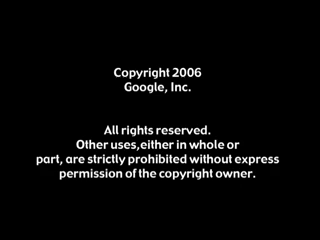 Copyright 2006
Google, Inc.
All rights reserved.
Other uses,either in whole or
part, are strictly prohibited without express
permission of the copyright owner.